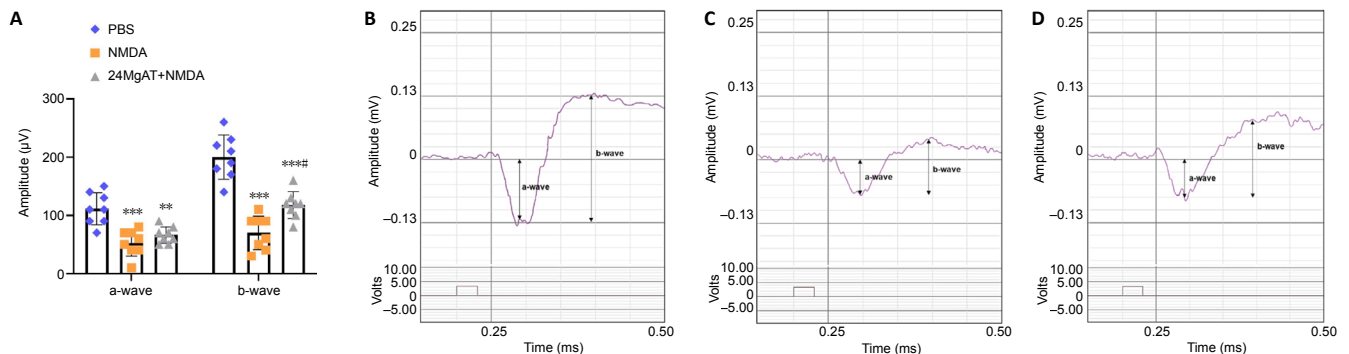 A
PBS
NMDA
24MgAT+NMDA
Amplitude (μV)
300
200
100
0
***
**
***
***#
a-wave
b-wave
B
Amplitude (mV)
0.25
0.13
0
–0.13
a-wave
b-wave
Volts
10.00
5.00
0
–5.00
0.25
0.50
Time (ms)
C
Amplitude (mV)
0.25
0.13
0
–0.13
a-wave
b-wave
Volts
10.00
5.00
0
–5.00
0.25
0.50
Time (ms)
D
Amplitude (mV)
0.25
0.13
0
–0.13
a-wave
b-wave
Volts
10.00
5.00
0
–5.00
0.25
0.50
Time (ms)